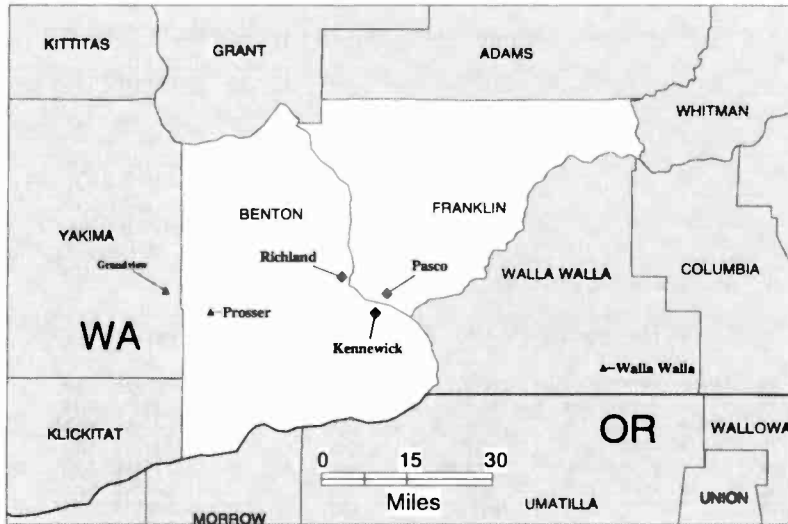 KITTITAS
GRANT
ADAMS
WHITMAN
BENTON
FRANKLIN
YAKIMA
Grandview
Richland
Pasco
WALLA WALLA
COLUMBIA
Prosser
WA
Kennewick
Walla Walla
KLICKITAT
OR
WALLOWA
0 15 30
Miles
UMATILLA
UNION
MORROW